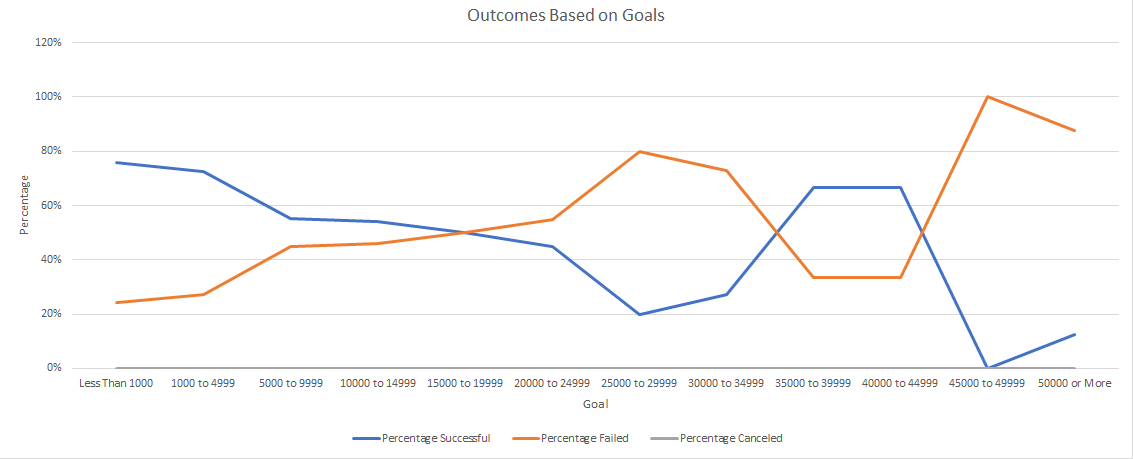 Outcomes Based on Goals
120%
100%
80%
60%
40%
20%
0%
Percentage
Less Than 1000 1000 to 4999 5000 to 9999 10000 to 14999 15000 to 19999 20000 to 24999 25000 to 29999 30000 to 34999 35000 to 39999 40000 to 44999 45000 to 49999 50000 or More
Goal
Percentage Successful Percentage Failed Percentage Canceled